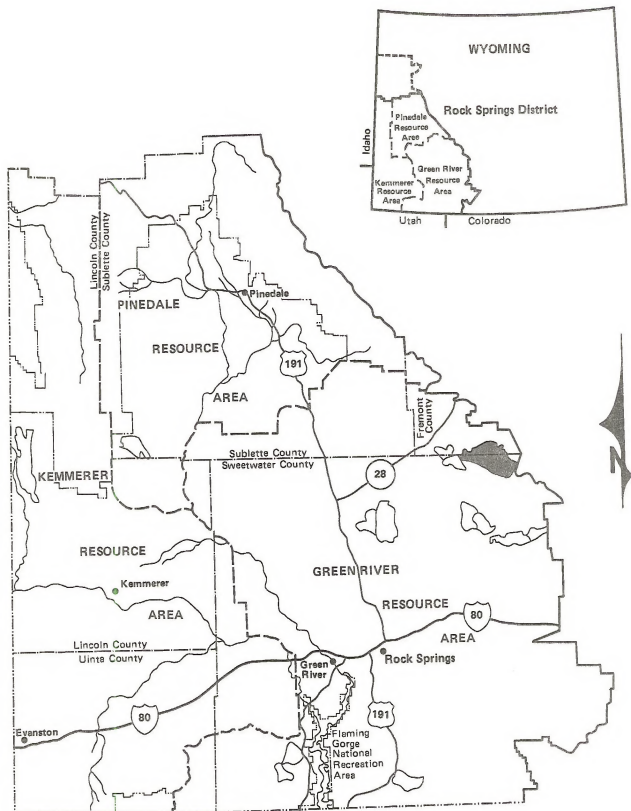 WYOMING
Rock Springs District
Pinedale
Resource
Area
Green River
Resource
Area
Kemmerer
Resource
Area
Idaho
Utah
Colorado
Lincoln County
Sublette County
Pinedale
PINEDALE
RESOURCE
AREA
191
Fremont
County
Sublette County
Sweetwater County
28
KEMMERER
RESOURCE
AREA
Kemmerer
GREEN RIVER
RESOURCE
AREA
80
Lincoln County
Uinta County
Green
River
Rock Springs
80
191
Evanston
Flaming
Gorge
National
Recreation
Area
N